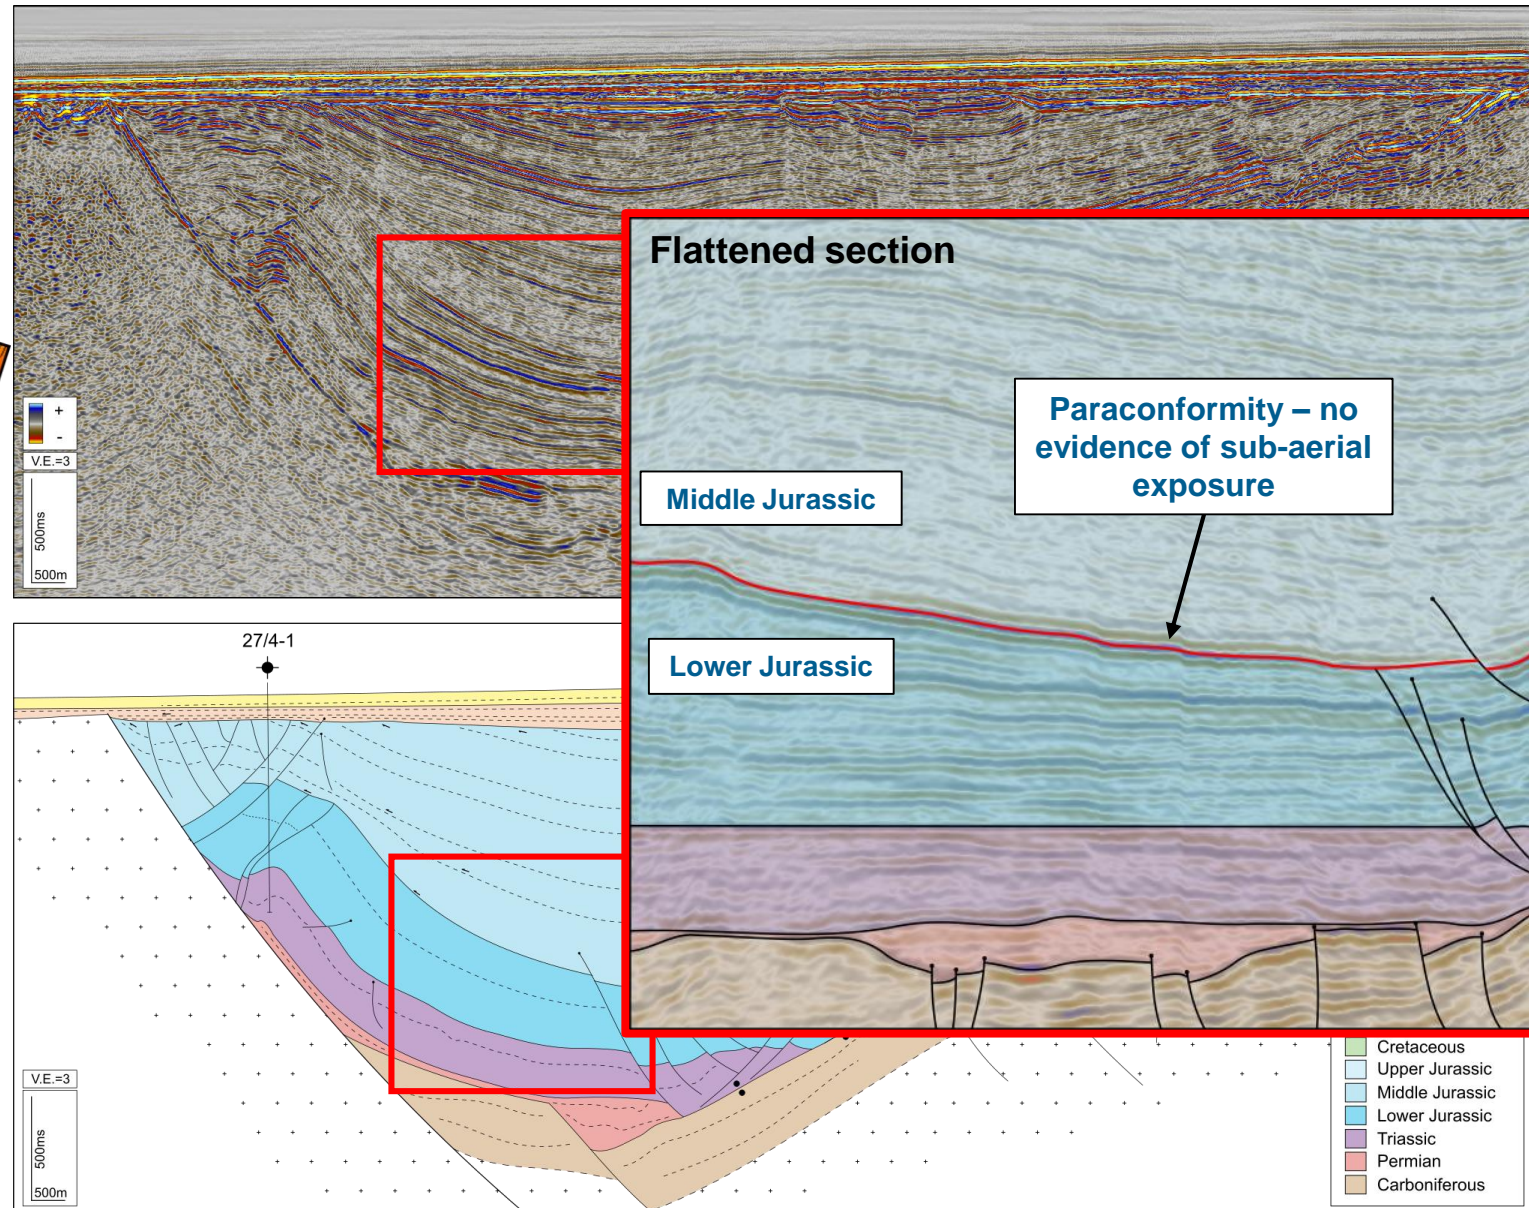 Flattened section
Paraconformity – no
evidence of sub-aerial
exposure
Middle Jurassic
Lower Jurassic
+
-
V.E.=3
500ms
500m
27/4-1
V.E.=3
500ms
500m
Cretaceous
Upper Jurassic
Middle Jurassic
Lower Jurassic
Triassic
Permian
Carboniferous